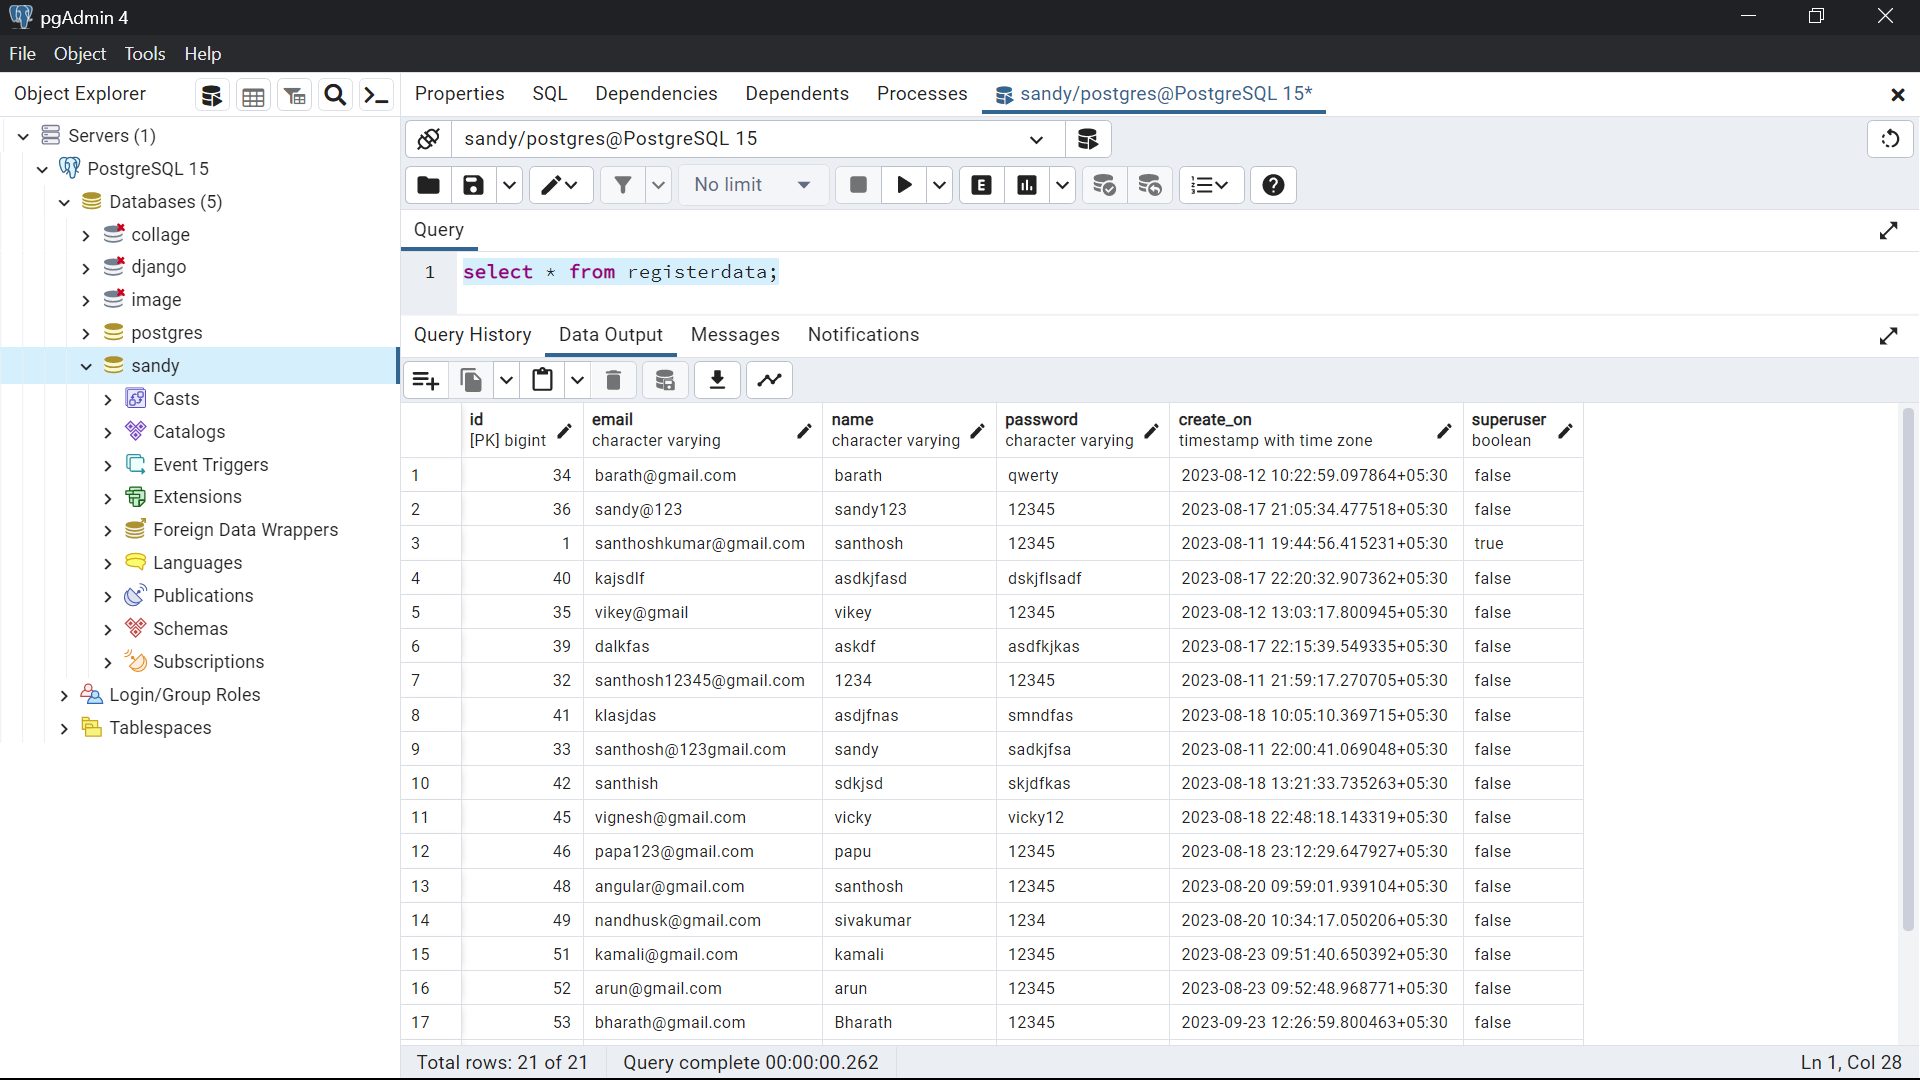 pgAdmin 4
File Object Tools Help
Object Explorer
Properties SQL Dependencies Dependents Processes sandy/postgres@PostgreSQL 15*
Servers (1)
PostgreSQL 15
Databases (5)
collage
django
image
postgres
sandy
Casts
Catalogs
Event Triggers
Extensions
Foreign Data Wrappers
Languages
Publications
Schemas
Subscriptions
Login/Group Roles
Tablespaces
sandy/postgres@PostgreSQL 15
No limit
E
Query
1 select * from registerdata;
Query History Data Output Messages Notifications
id email name password create_on superuser
[PK] bigint character varying character varying character varying timestamp with time zone boolean
1 34 barath@gmail.com barath qwerty 2023-08-12 10:22:59.097864+05:30 false
2 36 sandy@123 sandy123 12345 2023-08-17 21:05:34.477518+05:30 false
3 1 santhoshkumar@gmail.com santhosh 12345 2023-08-11 19:44:56.415231+05:30 true
4 40 kajsdlf asdkjfasd dskjflsadf 2023-08-17 22:20:32.907362+05:30 false
5 35 vikey@gmail vikey 12345 2023-08-12 13:03:17.800945+05:30 false
6 39 dalkfas askdf asdfkjkas 2023-08-17 22:15:39.549335+05:30 false
7 32 santhosh12345@gmail.com 1234 12345 2023-08-11 21:59:17.270705+05:30 false
8 41 klasjdas asdjfnas smndfas 2023-08-18 10:05:10.369715+05:30 false
9 33 santhosh@123gmail.com sandy sadkjfsa 2023-08-11 22:00:41.069048+05:30 false
10 42 santhish sdkjsd skjdfkas 2023-08-18 13:21:33.735263+05:30 false
11 45 vignesh@gmail.com vicky vicky12 2023-08-18 22:48:18.143319+05:30 false
12 46 papa123@gmail.com papu 12345 2023-08-18 23:12:29.647927+05:30 false
13 48 angular@gmail.com santhosh 12345 2023-08-20 09:59:01.939104+05:30 false
14 49 nandhusk@gmail.com sivakumar 1234 2023-08-20 10:34:17.050206+05:30 false
15 51 kamali@gmail.com kamali 12345 2023-08-23 09:51:40.650392+05:30 false
16 52 arun@gmail.com arun 12345 2023-08-23 09:52:48.968771+05:30 false
17 53 bharath@gmail.com Bharath 12345 2023-09-23 12:26:59.800463+05:30 false
Total rows: 21 of 21 Query complete 00:00:00.262 Ln 1, Col 28